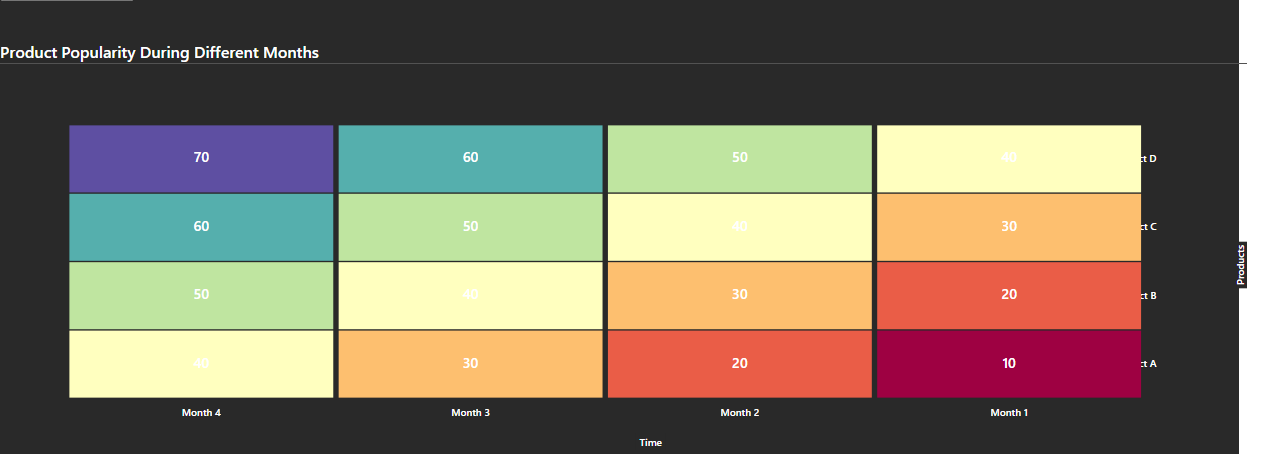 Product Popularity During Different Months
70 60 50 40 ct D
60 50 40 30 ct C
50 40 30 20 ct B
40 30 20 10 ct A
Products
Month 4 Month 3 Month 2 Month 1
Time